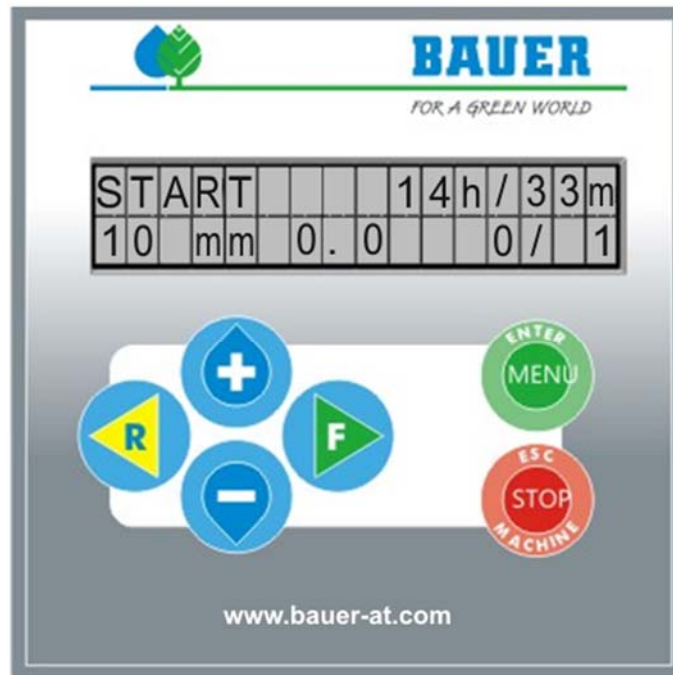 BAUER
FOR A GREEN WORLD
START 14h/33m
10 mm 0.0 0/ 1
+
ENTER
MENU
R
F
-
ESC
STOP
MACHINE
www.bauer-at.com